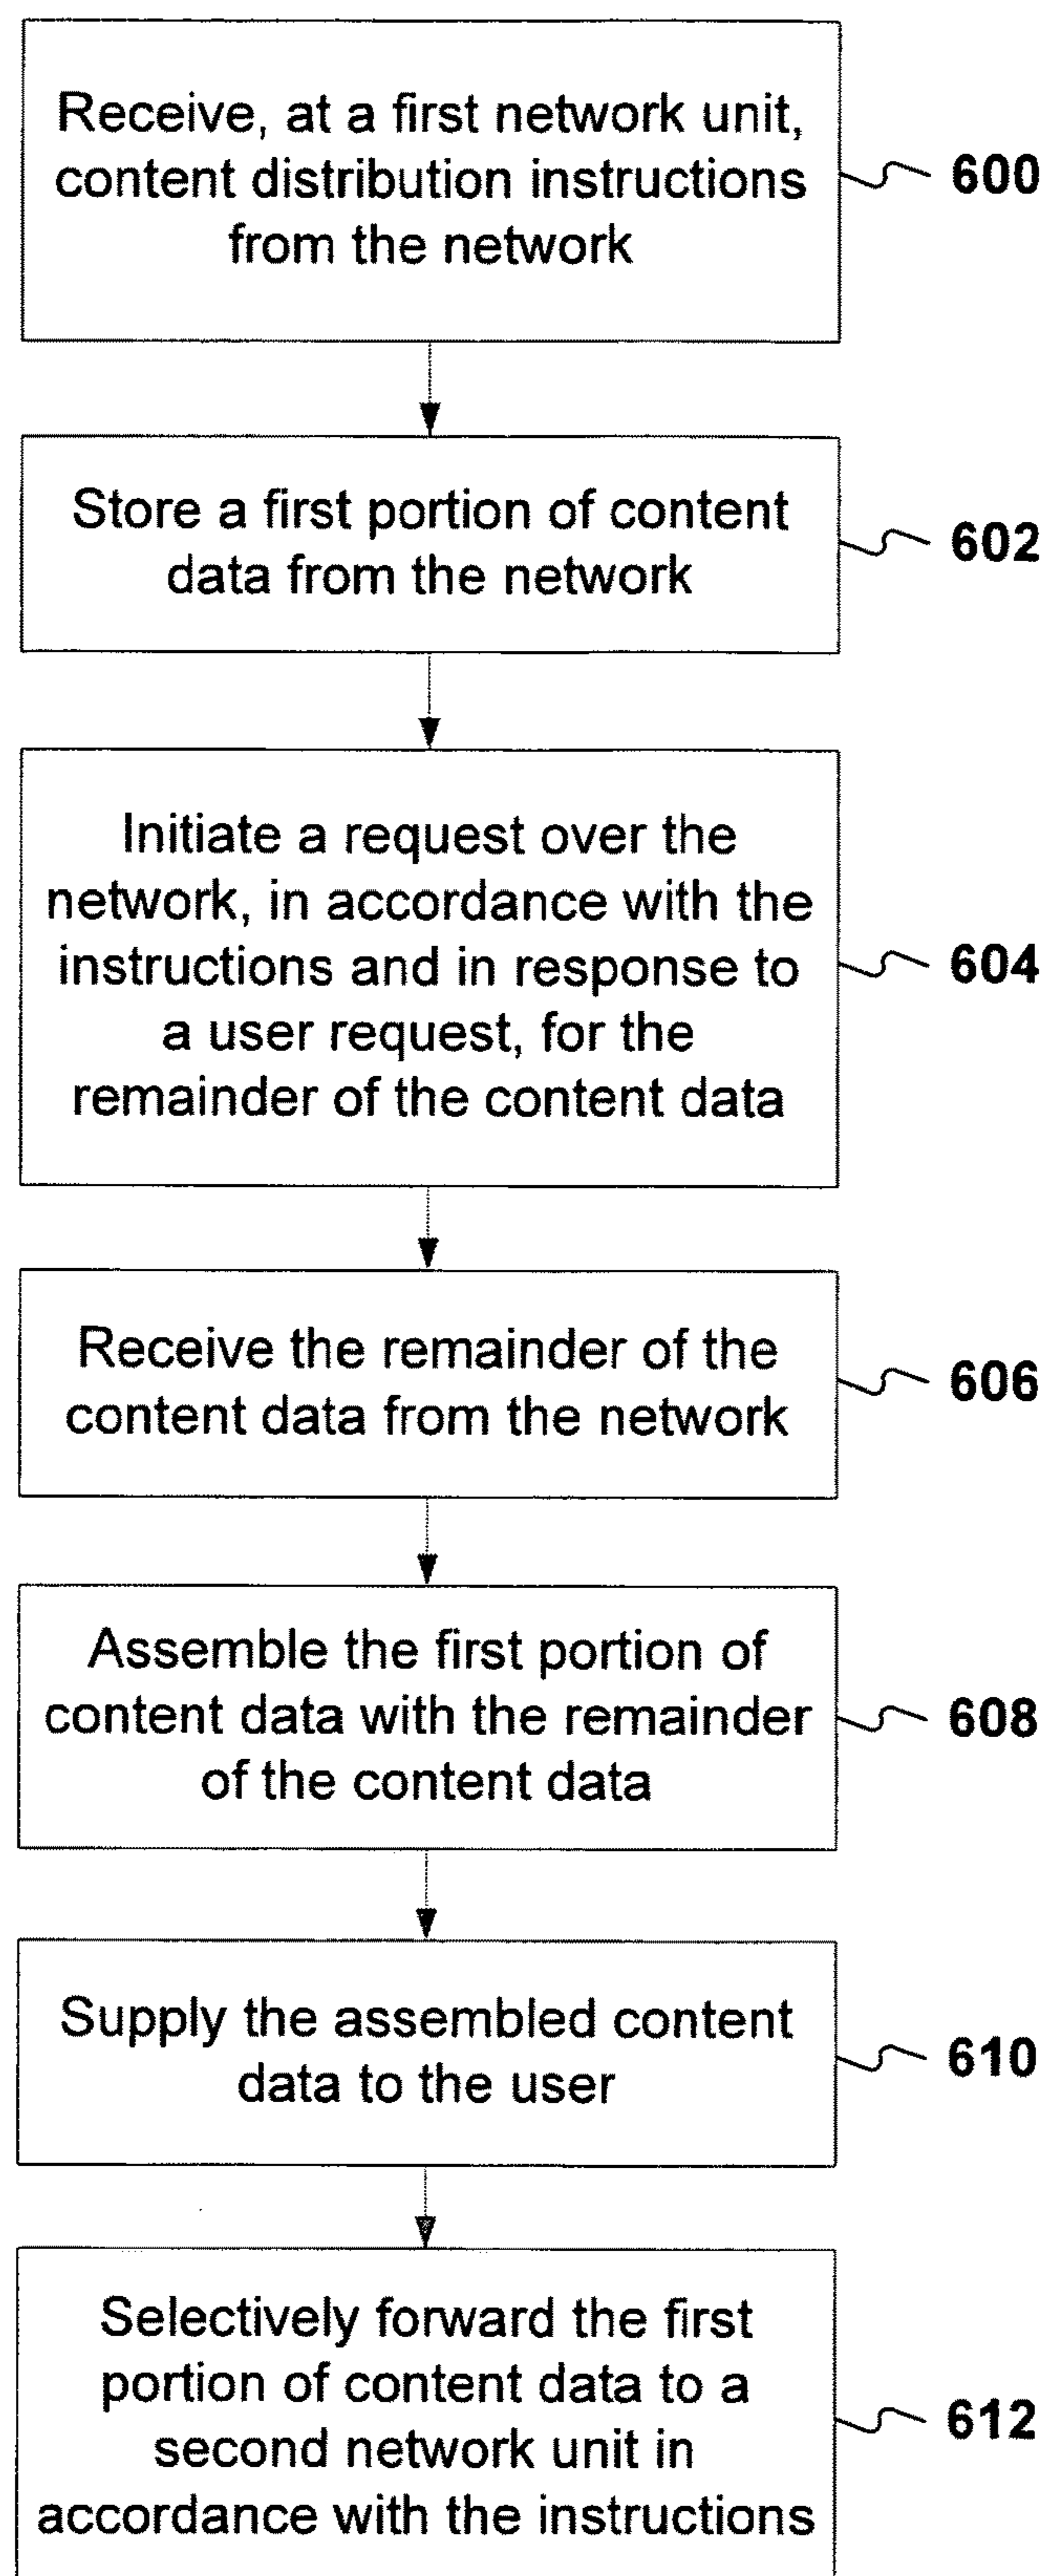 Receive, at a first network unit,
content distribution instructions
from the network
600
Store a first portion of content
data from the network
602
Initiate a request over the
network, in accordance with the
instructions and in response to
a user request, for the
remainder of the content data
604
Receive the remainder of the
content data from the network
606
Assemble the first portion of
content data with the remainder
of the content data
608
Supply the assembled content
data to the user
610
Selectively forward the first
portion of content data to a
second network unit in
accordance with the instructions
612